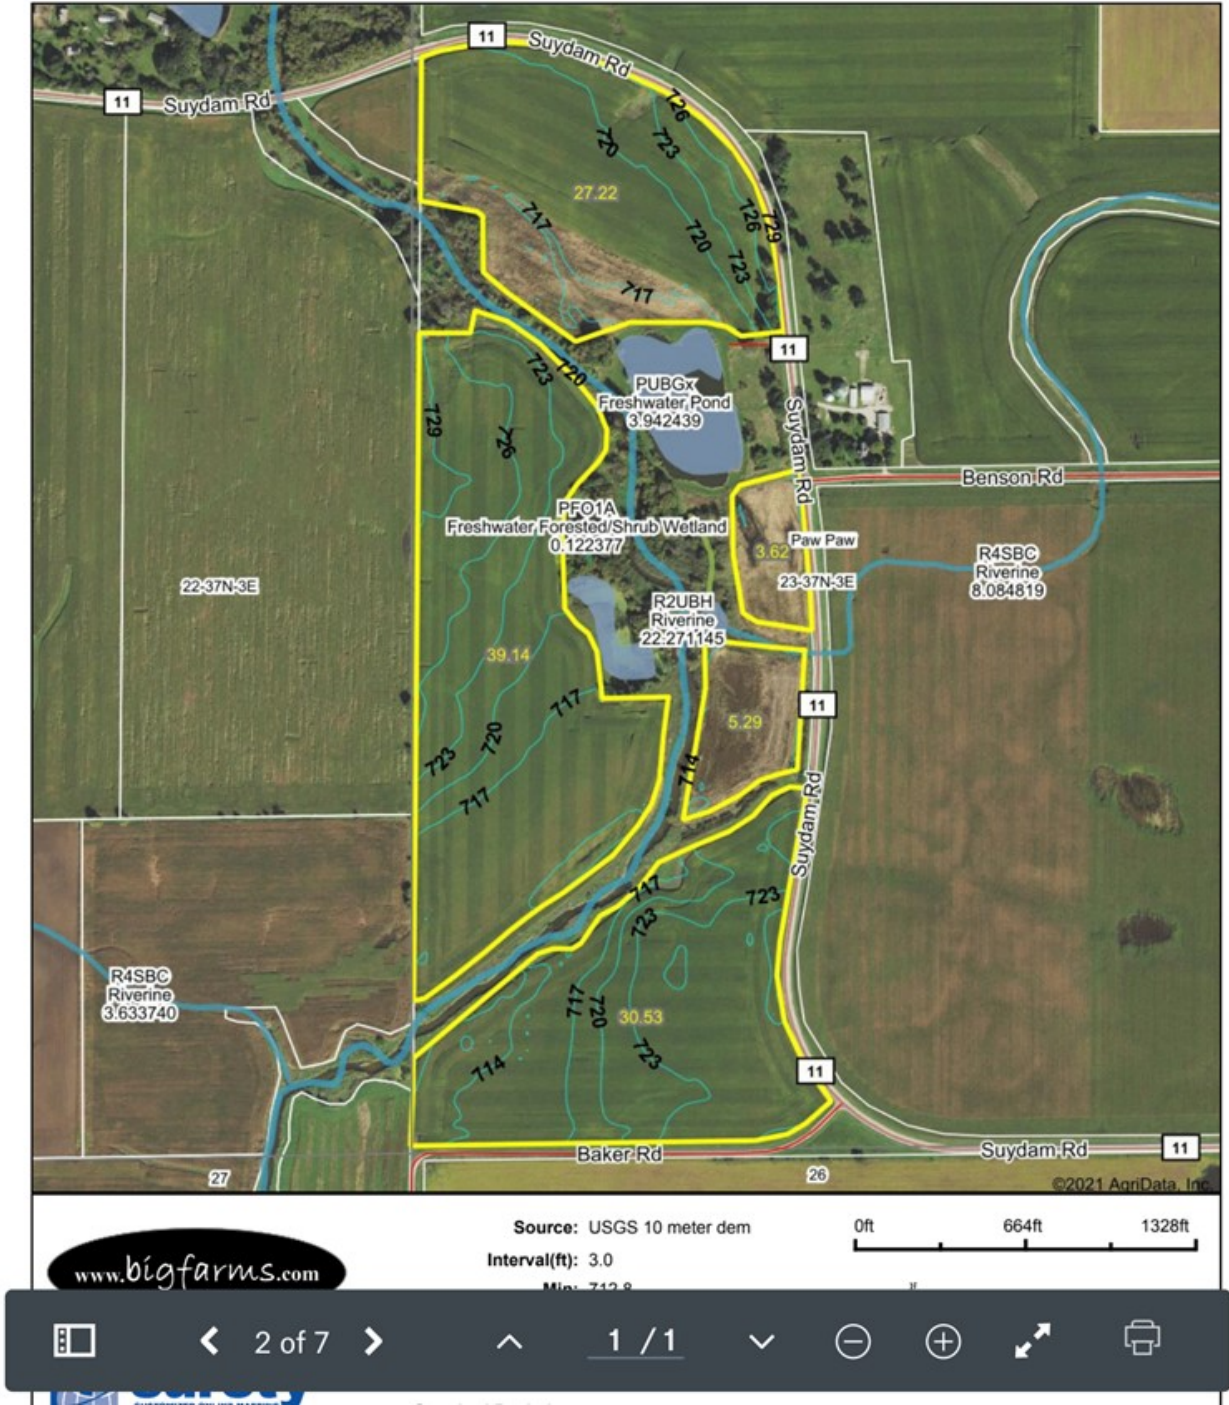 11
Suydam Rd
11
Suydam Rd
726
720
723
27.22
717
726
729
720
723
717
11
723
720
PUBGx
Freshwater Pond
3.942439
729
726
Suydam Rd
Benson Rd
PFO1A
Freshwater Forested/Shrub Wetland
0.122377
3.62
Paw Paw
R4SBC
Riverine
8.084819
22-37N-3E
23-37N-3E
R2UBH
Riverine
22.271145
39.14
717
11
5.29
720
723
714
717
Suydam Rd
717
723
723
R4SBC
Riverine
3.633740
717
720
30.53
723
714
11
Baker Rd
Suydam Rd
11
27
26
©2021 AgriData, Inc.
www.bigfarms.com
Source: USGS 10 meter dem
Interval(ft): 3.0
Min: 712.8
0ft 664ft 1328ft
2 of 7
1 / 1